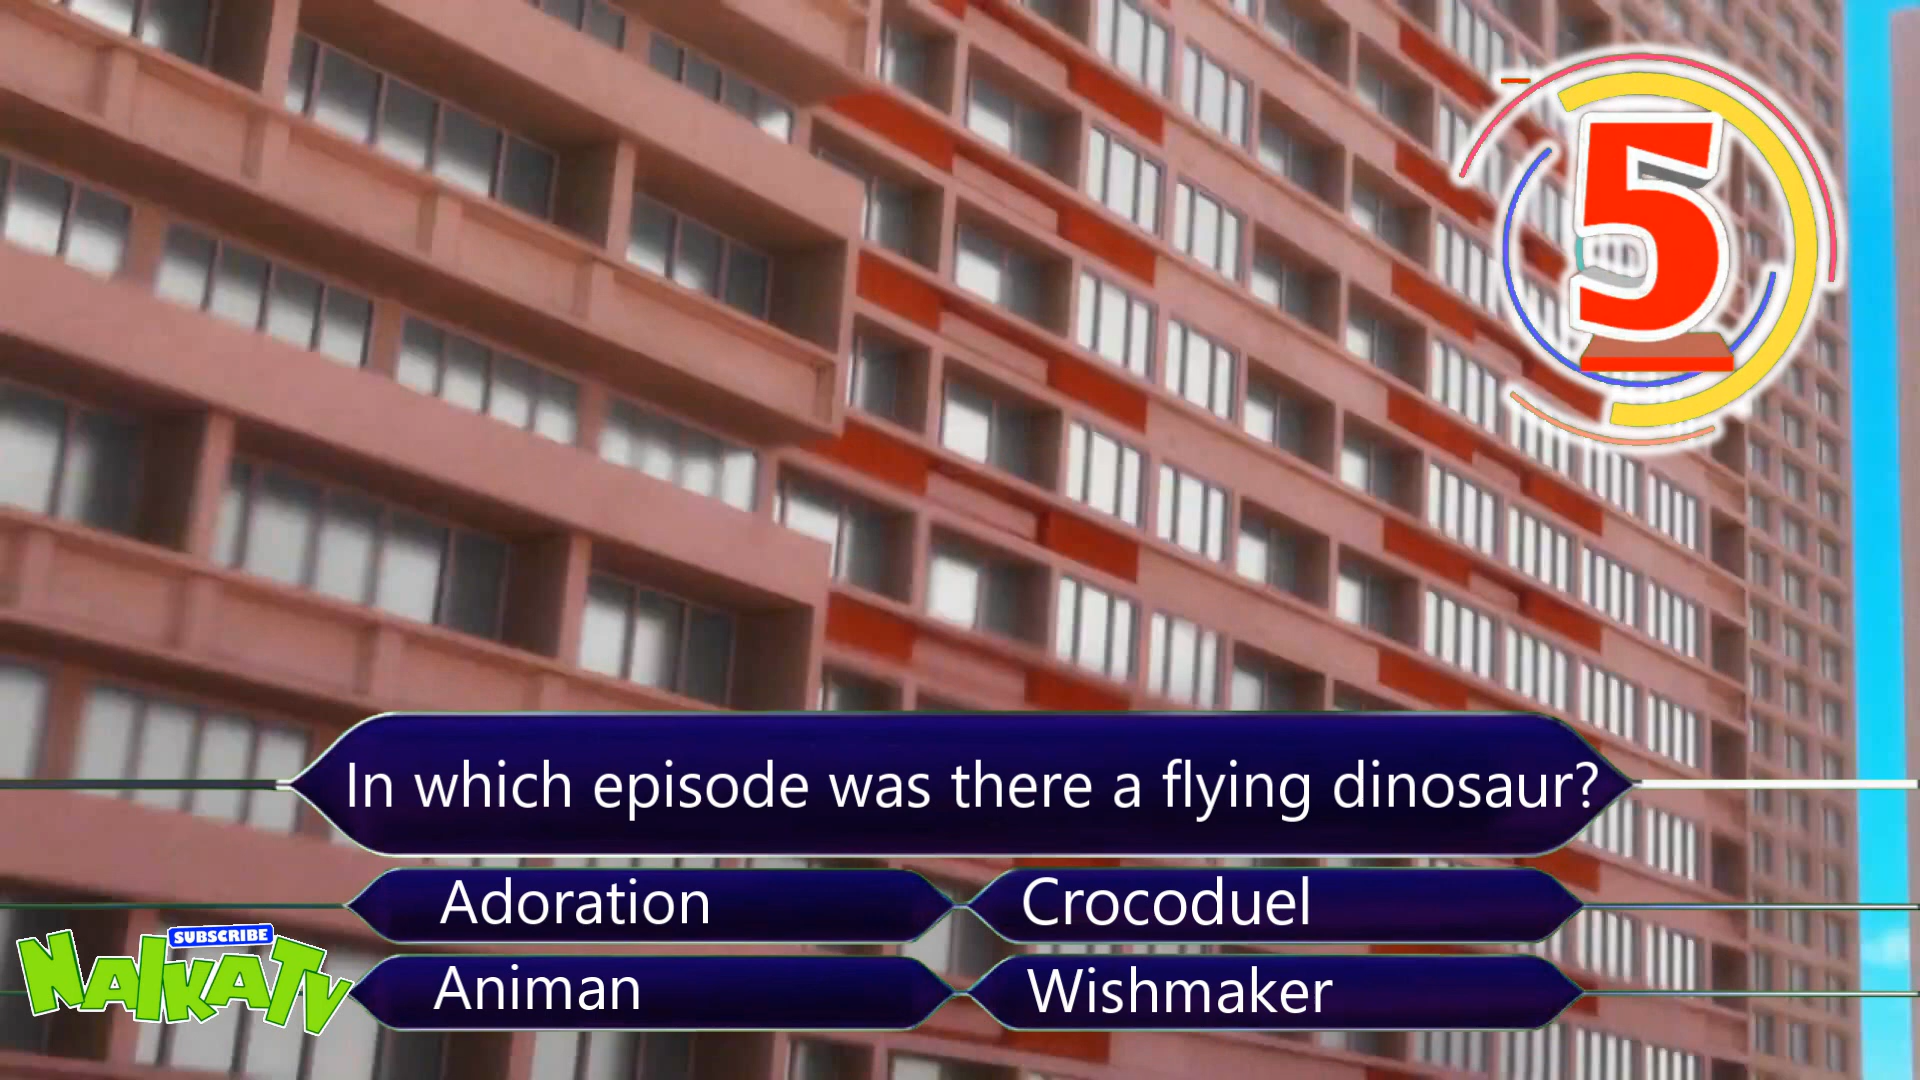 5
In which episode was there a flying dinosaur?
Adoration
Crocoduel
Animan
Wishmaker
SUBSCRIBE
NAIKATV